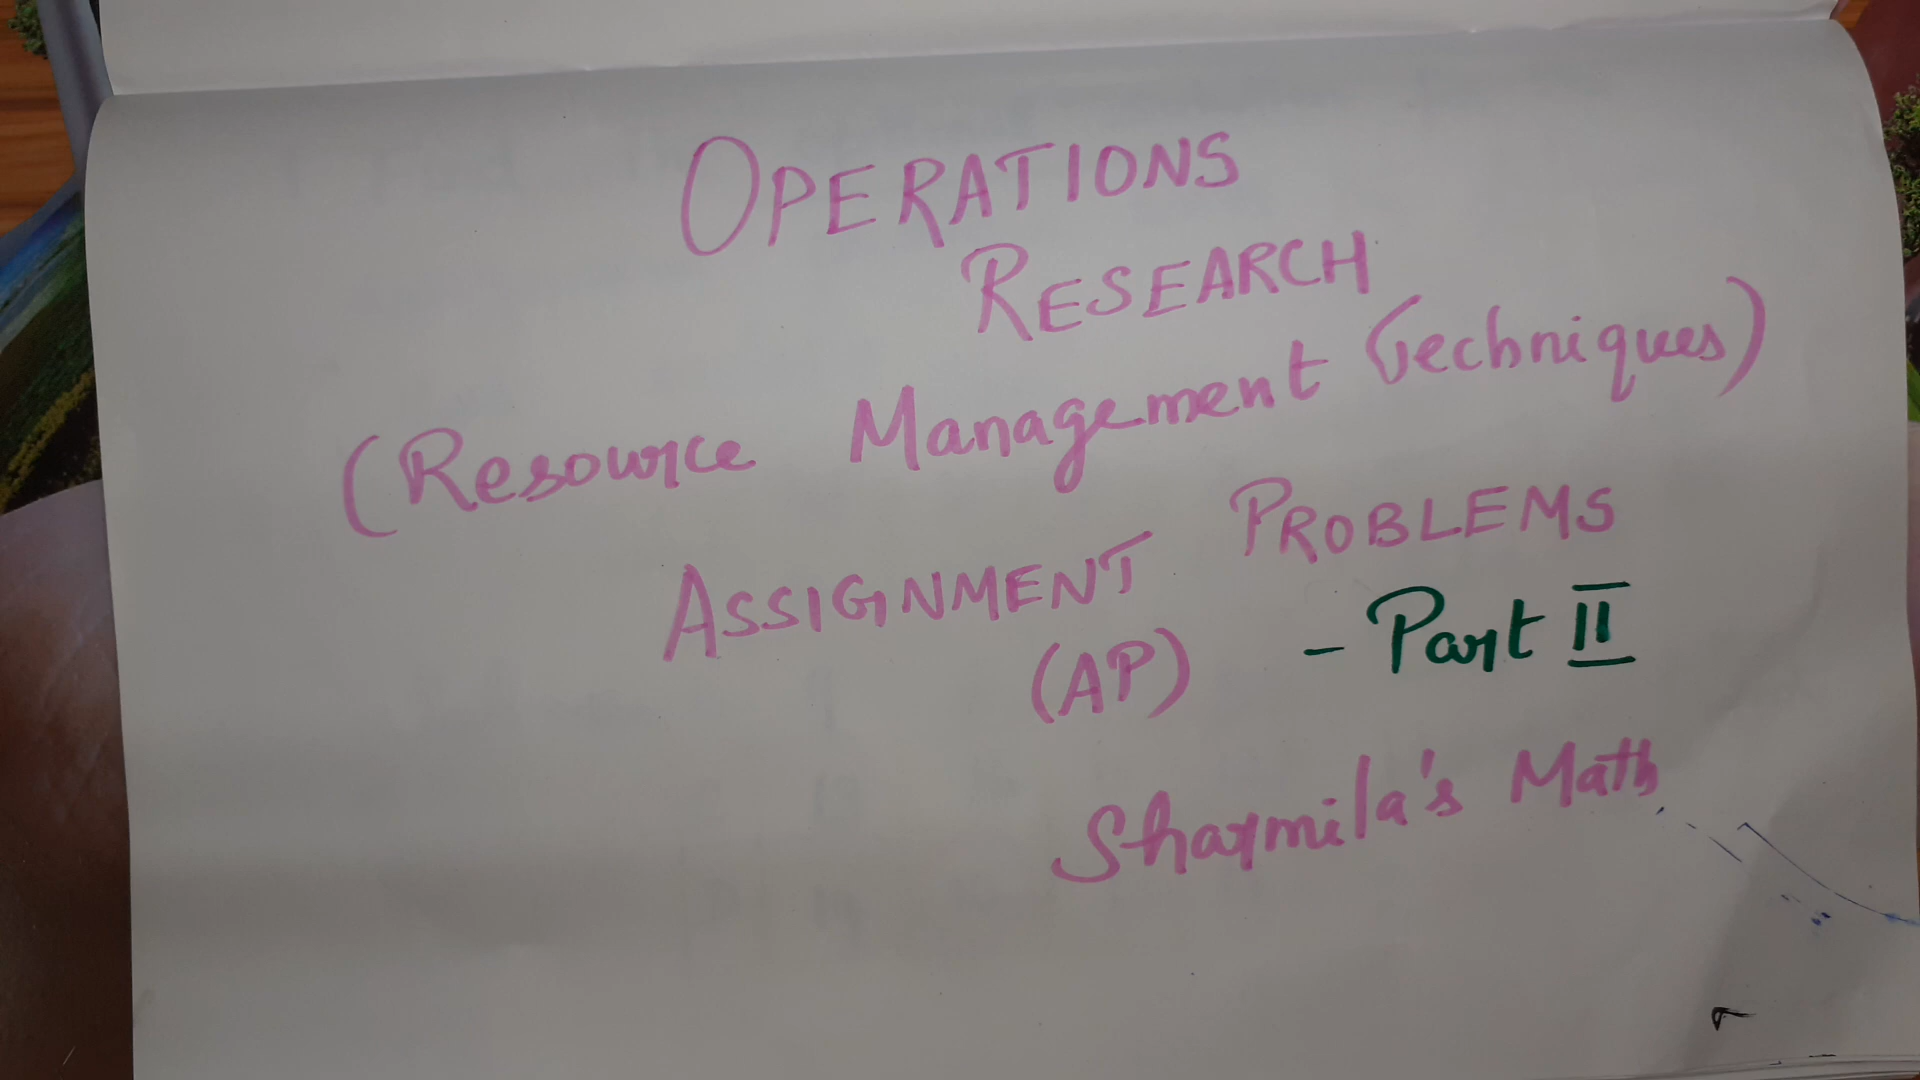 OPERATIONS
RESEARCH
(Resource Management Techniques)
ASSIGNMENT PROBLEMS
(AP) - Part II
Sharmila's Math